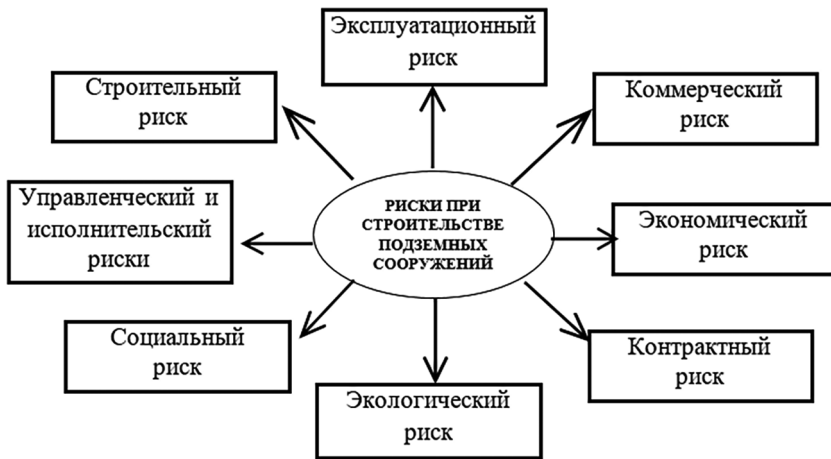 Эксплуатационный
риск
Строительный
риск
Коммерческий
риск
Управленческий и
исполнительский
риски
РИСКИ ПРИ
СТРОИТЕЛЬСТВЕ
ПОДЗЕМНЫХ
СООРУЖЕНИЙ
Экономический
риск
Социальный
риск
Контрактный
риск
Экологический
риск